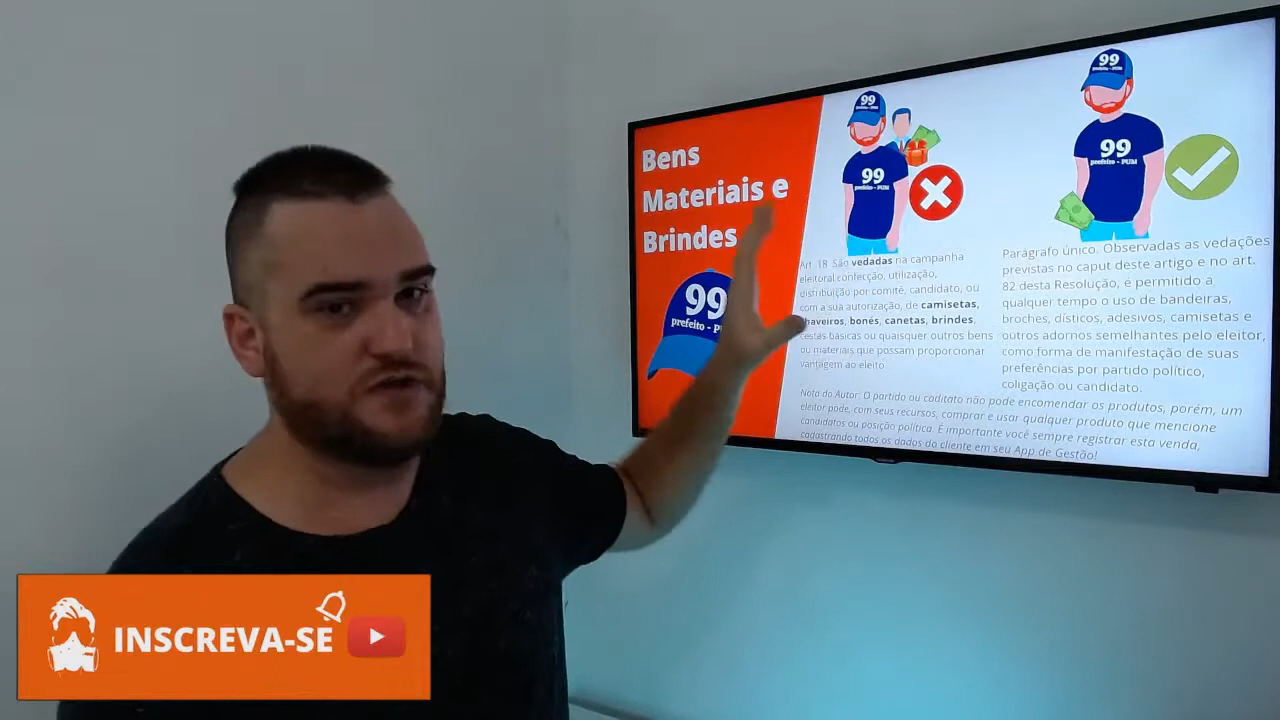 Bens
Materiais e
Brindes
99
prefeito - PUM
99
99
prefeito - PUM
99
prefeito - PUM
99
prefeito - PUM
Art. 18. São vedadas na campanha
eleitoral confecção, utilização,
distribuição por comitê, candidato, ou
com a sua autorização, de camisetas,
chaveiros, bonés, canetas, brindes,
cestas básicas ou quaisquer outros bens
ou materiais que possam proporcionar
vantagem ao eleito
Parágrafo único. Observadas as vedações
previstas no caput deste artigo e no art.
82 desta Resolução, é permitido a
qualquer tempo o uso de bandeiras,
broches, dísticos, adesivos, camisetas e
outros adornos semelhantes pelo eleitor,
como forma de manifestação de suas
preferências por partido político,
coligação ou candidato.
Nota do Autor: O partido ou caditato não pode encomendar os produtos, porém, um
eleitor pode, com seus recursos, comprar e usar qualquer produto que mencione
candidatos ou posição política. É importante você sempre registrar esta venda,
cadastrando todos os dados do cliente em seu App de Gestão!
INSCREVA-SE